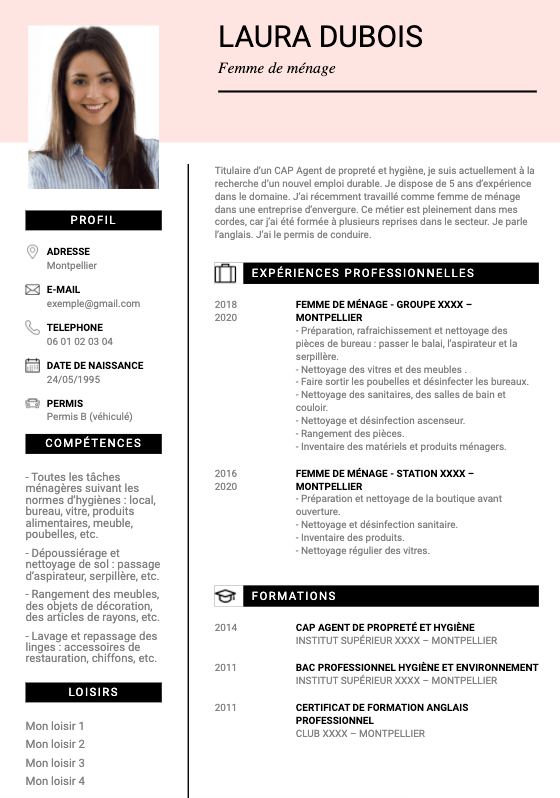 LAURA DUBOIS
Femme de ménage
PROFIL
ADRESSE
Montpellier
E-MAIL
exemple@gmail.com
TELEPHONE
06 01 02 03 04
DATE DE NAISSANCE
24/05/1995
PERMIS
Permis B (véhiculé)
COMPÉTENCES
- Toutes les tâches
ménagères suivant les
normes d'hygiènes : local,
bureau, vitre, produits
alimentaires, meuble,
poubelles, etc.
- Dépoussiérage et
nettoyage de sol : passage
d'aspirateur, serpillère, etc.
- Rangement des meubles,
des objets de décoration,
des articles de rayons, etc.
- Lavage et repassage des
linges : accessoires de
restauration, chiffons, etc.
LOISIRS
Mon loisir 1
Mon loisir 2
Mon loisir 3
Mon loisir 4
Titulaire d'un CAP Agent de propreté et hygiène, je suis actuellement à la
recherche d'un nouvel emploi durable. Je dispose de 5 ans d'expérience
dans le domaine. J'ai récemment travaillé comme femme de ménage
dans une entreprise d'envergure. Ce métier est pleinement dans mes
cordes, car j'ai été formée à plusieurs reprises dans le secteur. Je parle
l'anglais. J'ai le permis de conduire.
EXPÉRIENCES PROFESSIONNELLES
2018 FEMME DE MÉNAGE - GROUPE XXXX –
2020 MONTPELLIER
- Préparation, rafraichissement et nettoyage des
pièces de bureau : passer le balai, l'aspirateur et la
serpillère.
- Nettoyage des vitres et des meubles .
- Faire sortir les poubelles et désinfecter les bureaux.
- Nettoyage des sanitaires, des salles de bain et
couloir.
- Nettoyage et désinfection ascenseur.
- Rangement des pièces.
- Inventaire des matériels et produits ménagers.
2016 FEMME DE MÉNAGE - STATION XXXX –
2020 MONTPELLIER
- Préparation et nettoyage de la boutique avant
ouverture.
- Nettoyage et désinfection sanitaire.
- Inventaire des produits.
- Nettoyage régulier des vitres.
FORMATIONS
2014 CAP AGENT DE PROPRETÉ ET HYGIÈNE
INSTITUT SUPÉRIEUR XXXX – MONTPELLIER
2011 BAC PROFESSIONNEL HYGIÈNE ET ENVIRONNEMENT
INSTITUT SUPÉRIEUR XXXX – MONTPELLIER
2011 CERTIFICAT DE FORMATION ANGLAIS
PROFESSIONNEL
CLUB XXXX – MONTPELLIER